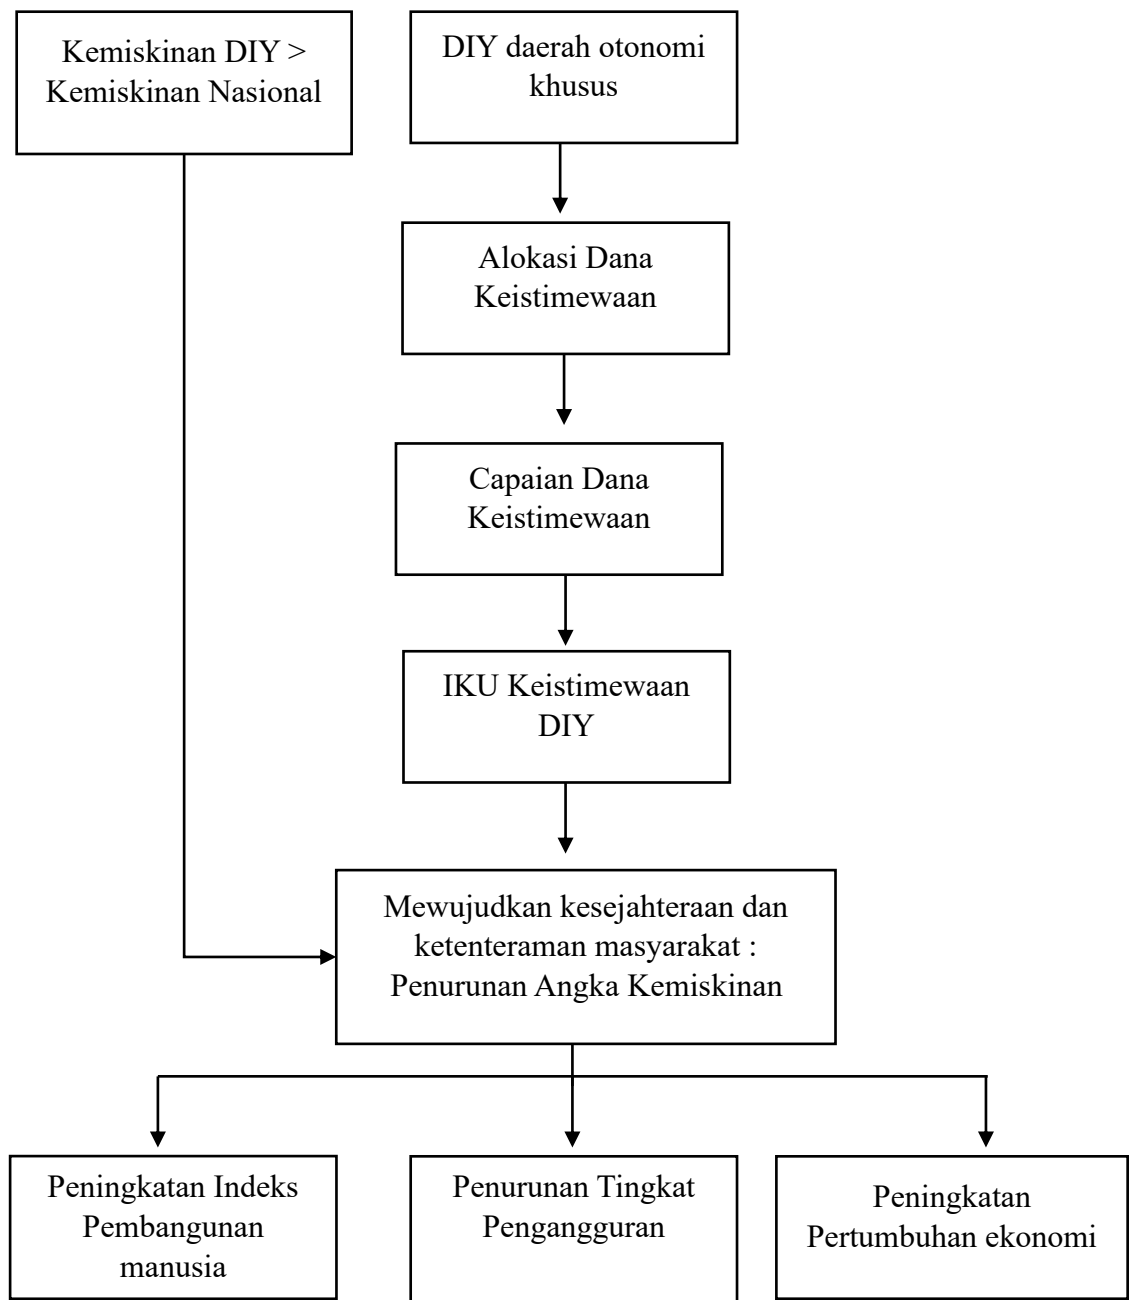 Kemiskinan DIY >
Kemiskinan Nasional
DIY daerah otonomi
khusus
Alokasi Dana
Keistimewaan
Capaian Dana
Keistimewaan
IKU Keistimewaan
DIY
Mewujudkan kesejahteraan dan
ketenteraman masyarakat :
Penurunan Angka Kemiskinan
Peningkatan Indeks
Pembangunan
manusia
Penurunan Tingkat
Pengangguran
Peningkatan
Pertumbuhan ekonomi